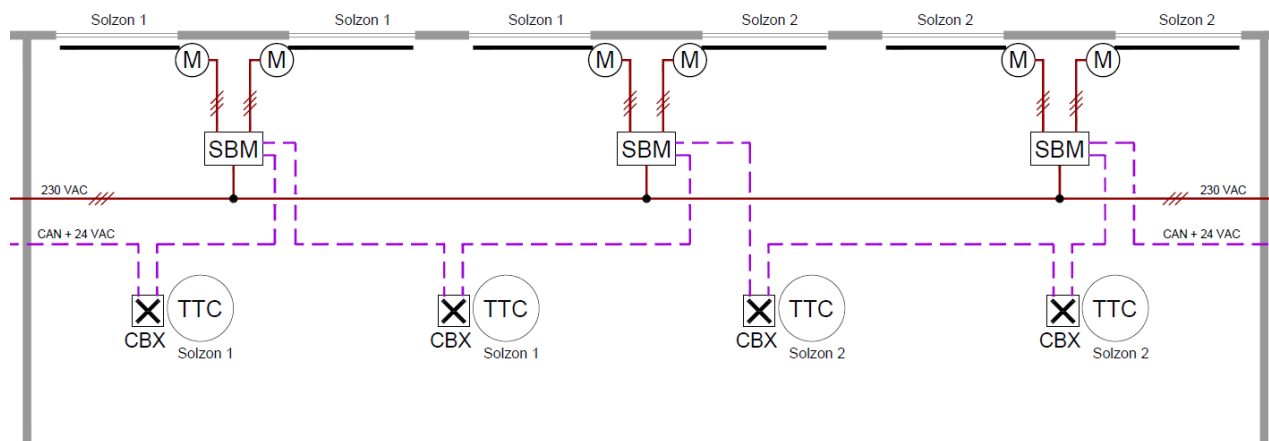 Solzon 1
Solzon 1
Solzon 1
Solzon 2
Solzon 2
Solzon 2
M
M
M
M
M
M
SBM
SBM
SBM
230 VAC
230 VAC
CAN + 24 VAC
CAN + 24 VAC
TTC
TTC
TTC
TTC
CBX
CBX
CBX
CBX
Solzon 1
Solzon 1
Solzon 2
Solzon 2